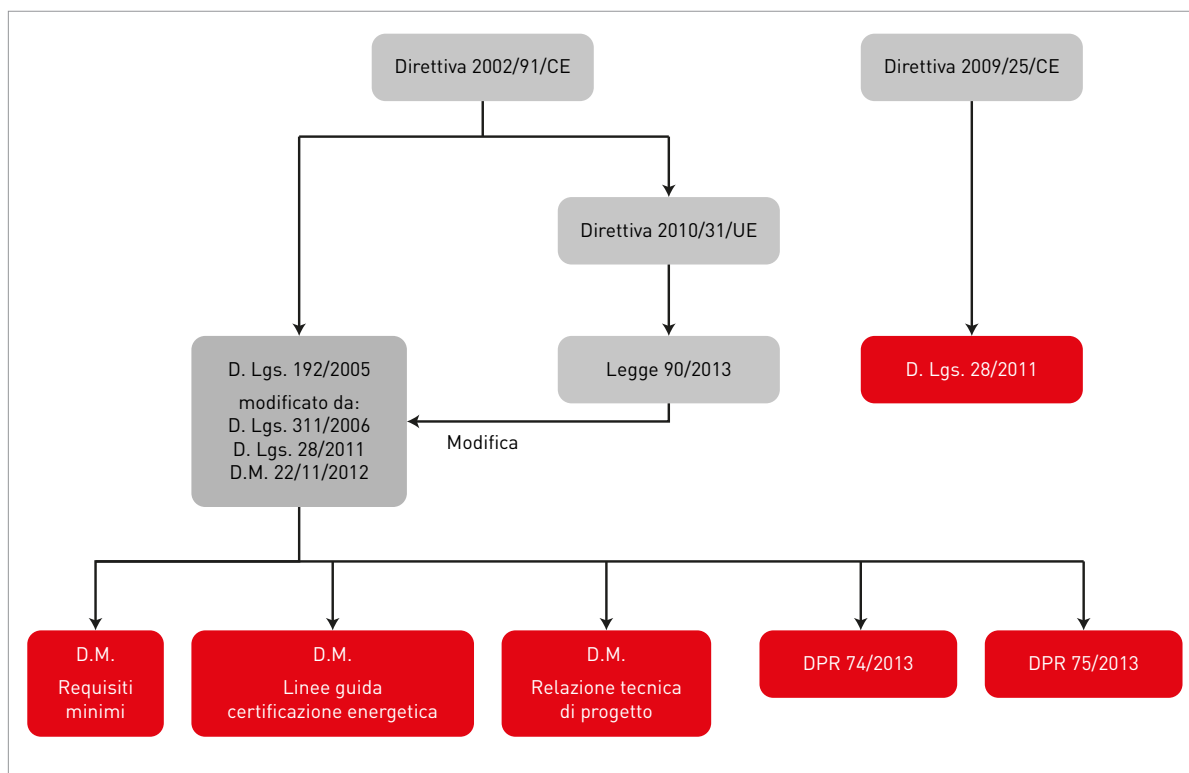 Direttiva 2002/91/CE
Direttiva 2009/25/CE
Direttiva 2010/31/UE
D. Lgs. 192/2005
modificato da:
D. Lgs. 311/2006
D. Lgs. 28/2011
D.M. 22/11/2012
Legge 90/2013
D. Lgs. 28/2011
Modifica
D.M.
Requisiti
minimi
D.M.
Linee guida
certificazione energetica
D.M.
Relazione tecnica
di progetto
DPR 74/2013
DPR 75/2013